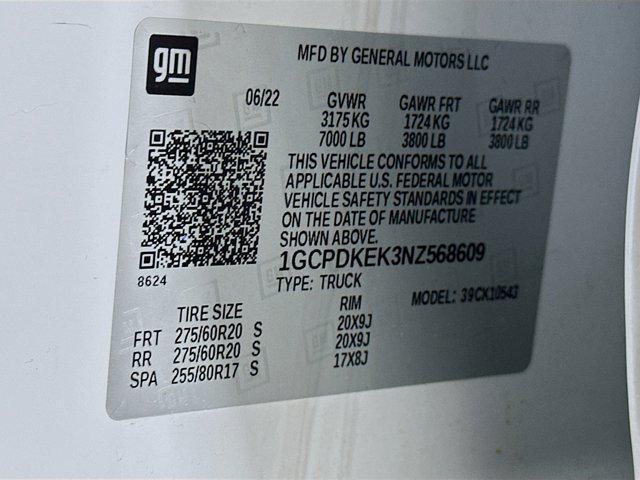 gm
MFD BY GENERAL MOTORS LLC
06/22 GVWR GAWR FRT GAWR RR
3175 KG 1724 KG 1724 KG
7000 LB 3800 LB 3800 LB
THIS VEHICLE CONFORMS TO ALL
APPLICABLE U.S. FEDERAL MOTOR
VEHICLE SAFETY STANDARDS IN EFFECT
ON THE DATE OF MANUFACTURE
SHOWN ABOVE.
1GCPDKEK3NZ568609
8624
TYPE: TRUCK
MODEL: 39CK10543
TIRE SIZE RIM
FRT 275/60R20 S 20X9J
RR 275/60R20 S 20X9J
SPA 255/80R17 S 17X8J